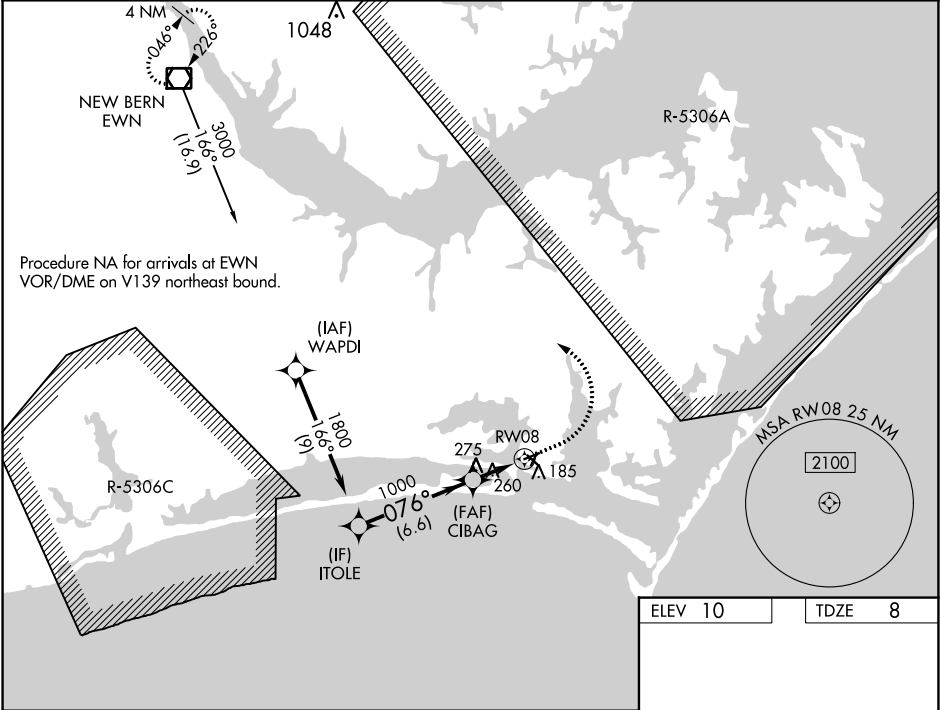 4 NM
046°
226°
1048
NEW BERN
EWN
3000
166°
(16.9)
R-5306A
Procedure NA for arrivals at EWN
VOR/DME on V139 northeast bound.
(IAF)
WAPDI
1800
166°
(9)
R-5306C
RW08
275
260
185
1000
076°
(6.6)
(FAF)
CIBAG
(IF)
ITOLE
MSA RW08 25 NM
2100
ELEV 10
TDZE 8